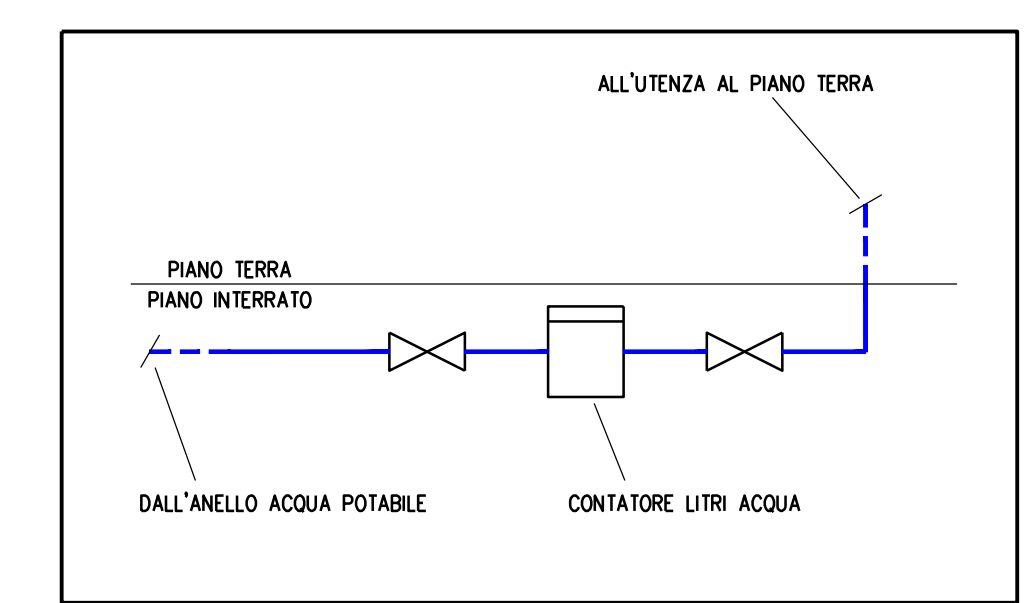 ALL'UTENZA AL PIANO TERRA
PIANO TERRA
PIANO INTERRATO
DALL'ANELLO ACQUA POTABILE
CONTATORE LITRI ACQUA